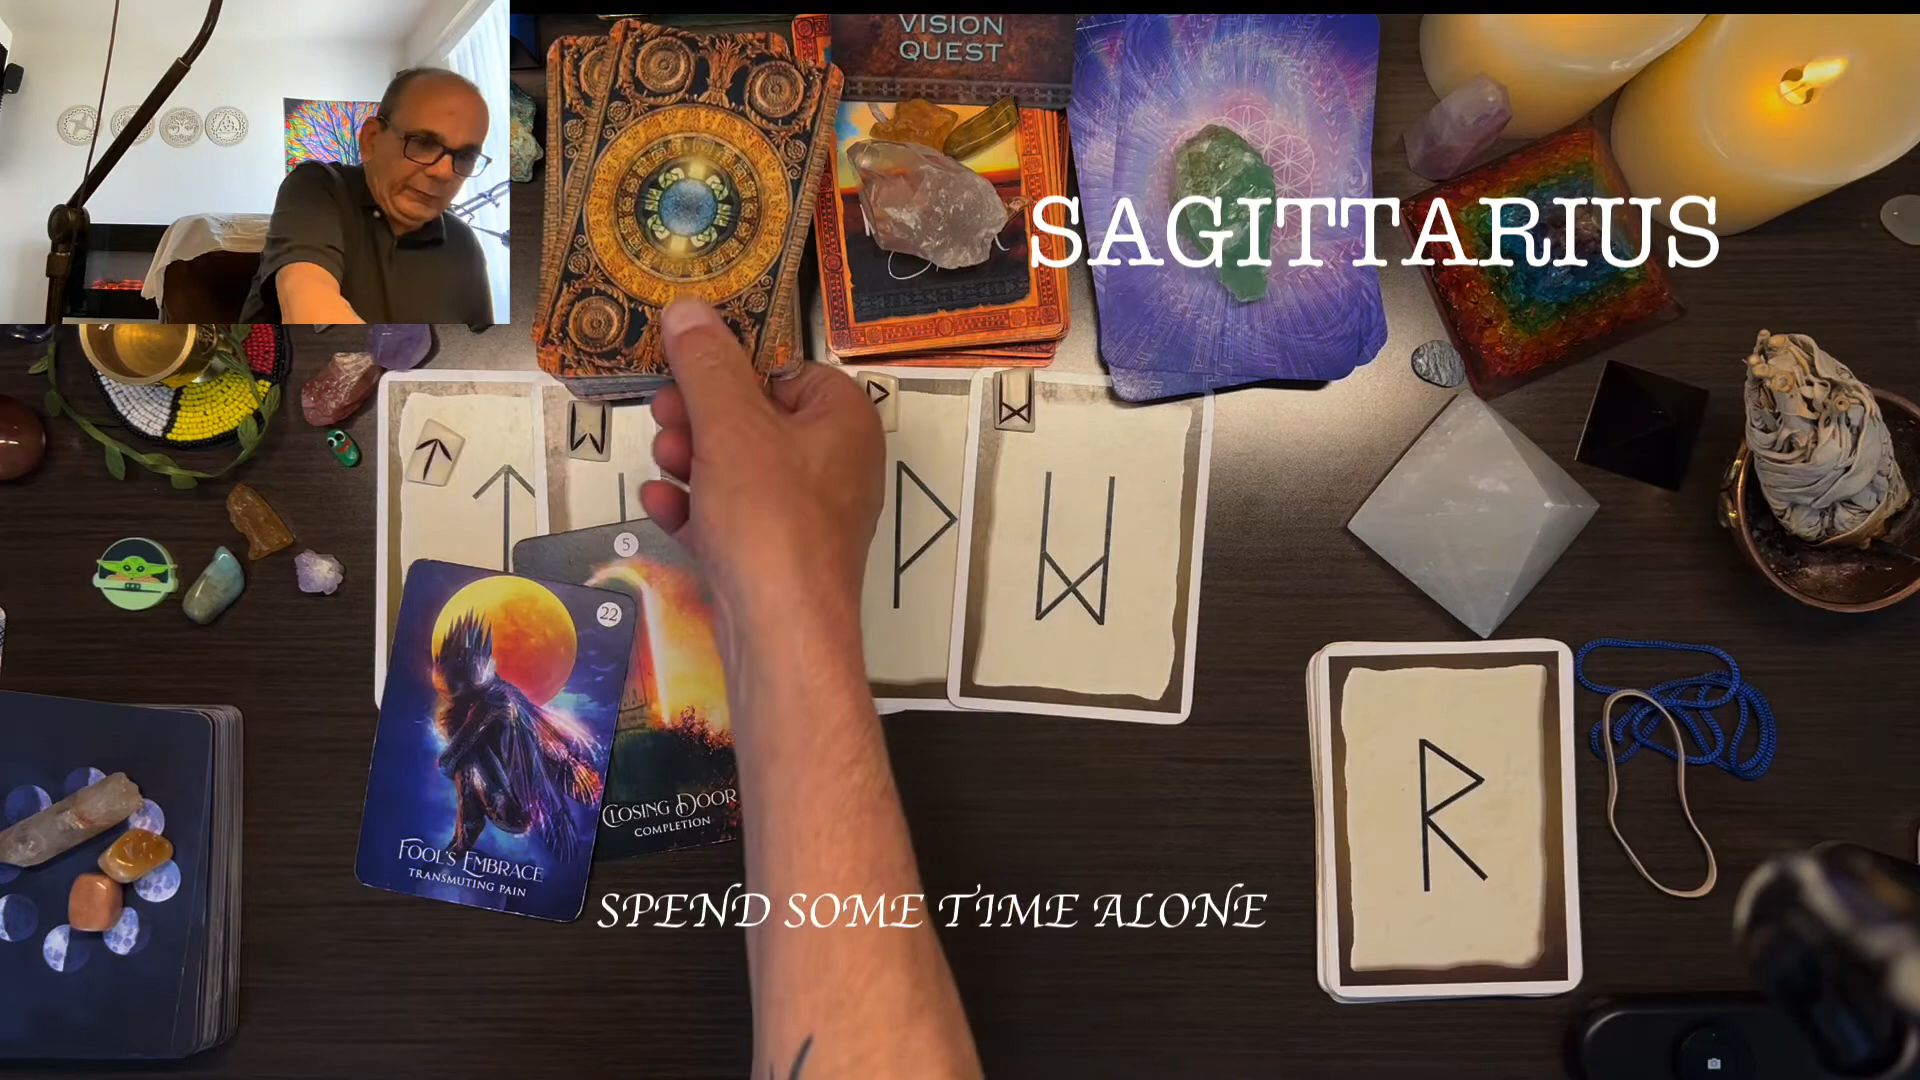 VISION
QUEST
SAGITTARIUS
5
22
CLOSING DOOR
COMPLETION
FOOL'S EMBRACE
TRANSMUTING PAIN
SPEND SOME TIME ALONE